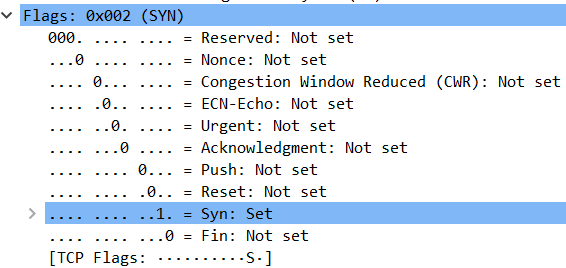 Flags: 0x002 (SYN)
000. .... .... = Reserved: Not set
...0 .... .... = Nonce: Not set
.... 0... .... = Congestion Window Reduced (CWR): Not set
.... .0.. .... = ECN-Echo: Not set
.... ..0. .... = Urgent: Not set
.... ...0 .... = Acknowledgment: Not set
.... .... 0... = Push: Not set
.... .... .0.. = Reset: Not set
.... .... ..1. = Syn: Set
.... .... ...0 = Fin: Not set
[TCP Flags: ··········S·]